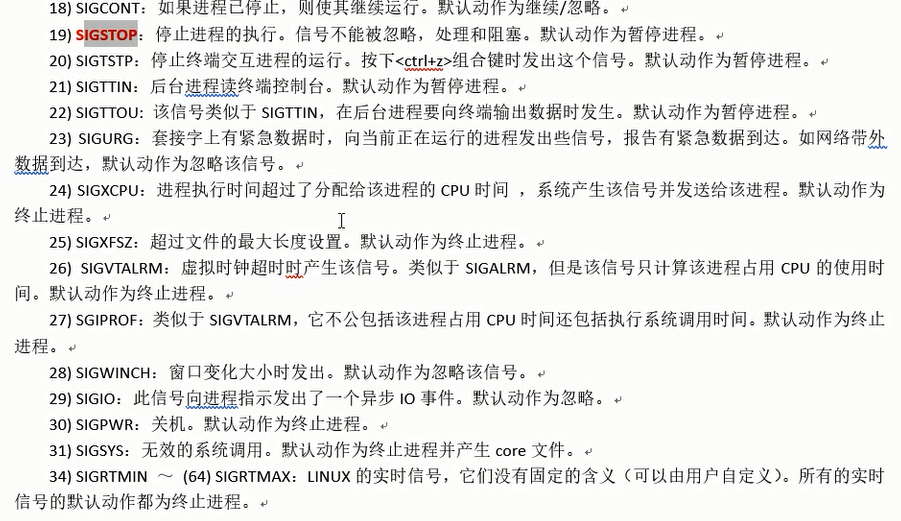 18) SIGCONT：如果进程已停止，则使其继续运行。默认动作为继续/忽略。
19) SIGSTOP：停止进程的执行。信号不能被忽略，处理和阻塞。默认动作为暂停进程。
20) SIGTSTP：停止终端交互进程的运行。按下<ctrl+z>组合键时发出这个信号。默认动作为暂停进程。
21) SIGTTIN：后台进程读终端控制台。默认动作为暂停进程。
22) SIGTTOU：该信号类似于 SIGTTIN，在后台进程要向终端输出数据时发生。默认动作为暂停进程。
23) SIGURG：套接字上有紧急数据时，向当前正在运行的进程发出些信号，报告有紧急数据到达。如网络带外
数据到达，默认动作为忽略该信号。
24) SIGXCPU：进程执行时间超过了分配给该进程的 CPU 时间 ，系统产生该信号并发送给该进程。默认动作为
终止进程。
25) SIGXFSZ：超过文件的最大长度设置。默认动作为终止进程。
26) SIGVTALRM：虚拟时钟超时时产生该信号。类似于 SIGALRM，但是该信号只计算该进程占用 CPU 的使用时
间。默认动作为终止进程。
27) SGIPROF：类似于 SIGVTALRM，它不公包括该进程占用 CPU 时间还包括执行系统调用时间。默认动作为终止
进程。
28) SIGWINCH：窗口变化大小时发出。默认动作为忽略该信号。
29) SIGIO：此信号向进程指示发出了一个异步 IO 事件。默认动作为忽略。
30) SIGPWR：关机。默认动作为终止进程。
31) SIGSYS：无效的系统调用。默认动作为终止进程并产生 core 文件。
34) SIGRTMIN ～ (64) SIGRTMAX：LINUX 的实时信号，它们没有固定的含义（可以由用户自定义）。所有的实时
信号的默认动作都为终止进程。